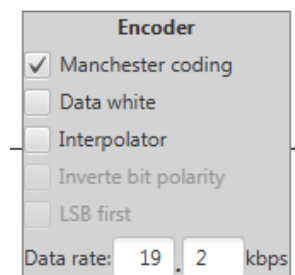 Encoder
Manchester coding
Data white
Interpolator
Inverte bit polarity
LSB first
Data rate: 19 . 2 kbps